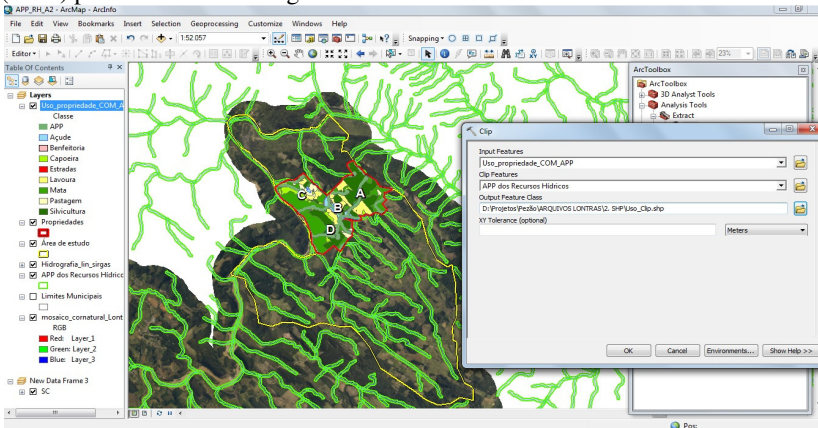 APP_RH_A2 - ArcMap - ArcInfo
File Edit View Bookmarks Insert Selection Geoprocessing Customize Windows Help
1:52.057
Snapping
Editor
23%
Table Of Contents
Layers
Uso_propriedade_COM_A
Classe
APP
Açude
Benfeitoria
Capoeira
Estradas
Lavoura
Mata
Pastagem
Silvicultura
Propriedades
Área de estudo
Hidrografia_lin_sirgas
APP dos Recursos Hídricc
Limites Municipais
mosaico_cornatural_Lont
RGB
Red: Layer_1
Green: Layer_2
Blue: Layer_3
New Data Frame 3
SC
A
B
C
D
ArcToolbox
ArcToolbox
3D Analyst Tools
Analysis Tools
Extract
Clip
Input Features
Uso_propriedade_COM_APP
Clip Features
APP dos Recursos Hídricos
Output Feature Class
D:\Projetos\Pezão\ARQUIVOS LONTRAS\2. SHP\Uso_Clip.shp
XY Tolerance (optional)
Meters
OK Cancel Environments... Show Help >>
Pos: